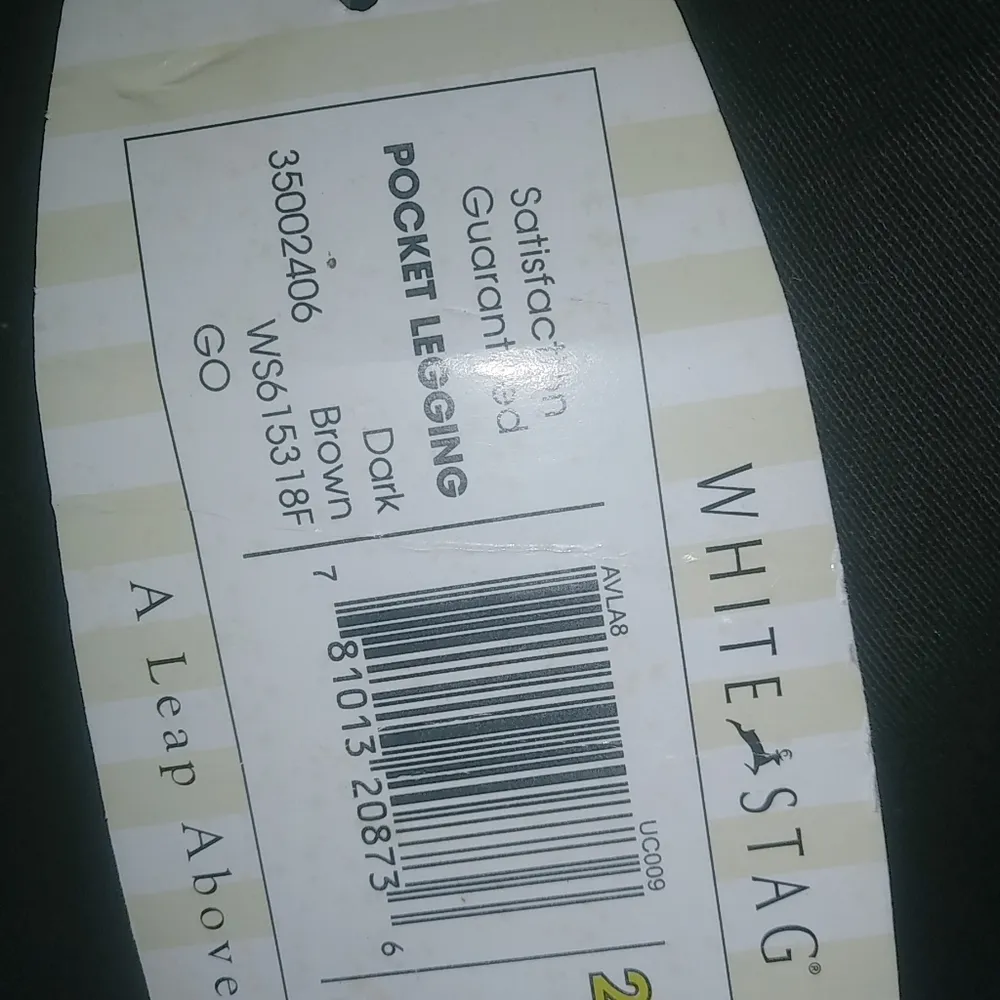 WHITE STAG®
Satisfaction
Guaranteed
POCKET LEGGING
Dark
Brown
35002406
WS615318F
GO
AVLA8
UC009
7 81013 20873 6
2
A Leap Above